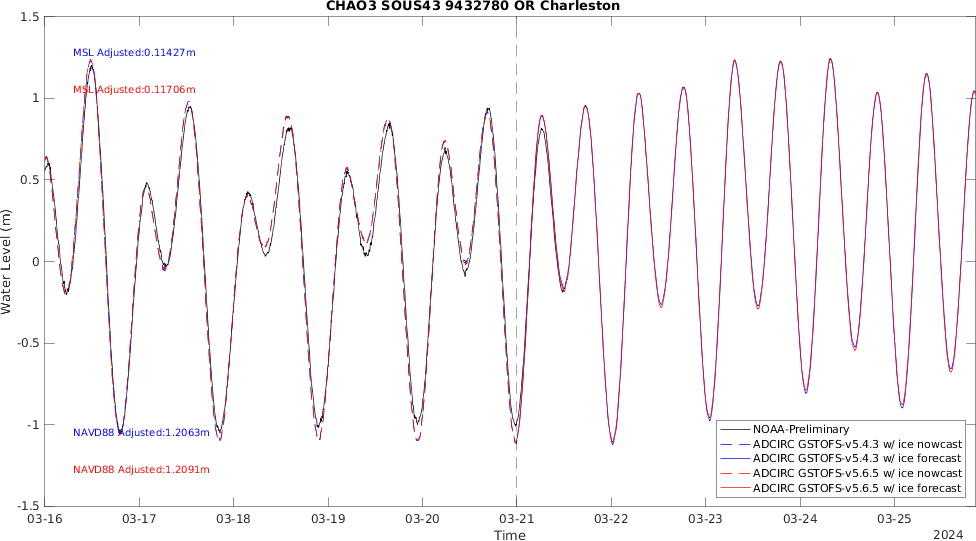 CHAO3 SOUS43 9432780 OR Charleston
1.5
1
0.5
0
-0.5
-1
-1.5
Water Level (m)
MSL Adjusted:0.11427m
MSL Adjusted:0.11706m
NAVD88 Adjusted:1.2063m
NAVD88 Adjusted:1.2091m
NOAA-Preliminary
ADCIRC GSTOFS-v5.4.3 w/ ice nowcast
ADCIRC GSTOFS-v5.4.3 w/ ice forecast
ADCIRC GSTOFS-v5.6.5 w/ ice nowcast
ADCIRC GSTOFS-v5.6.5 w/ ice forecast
03-16 03-17 03-18 03-19 03-20 03-21 03-22 03-23 03-24 03-25
Time
2024